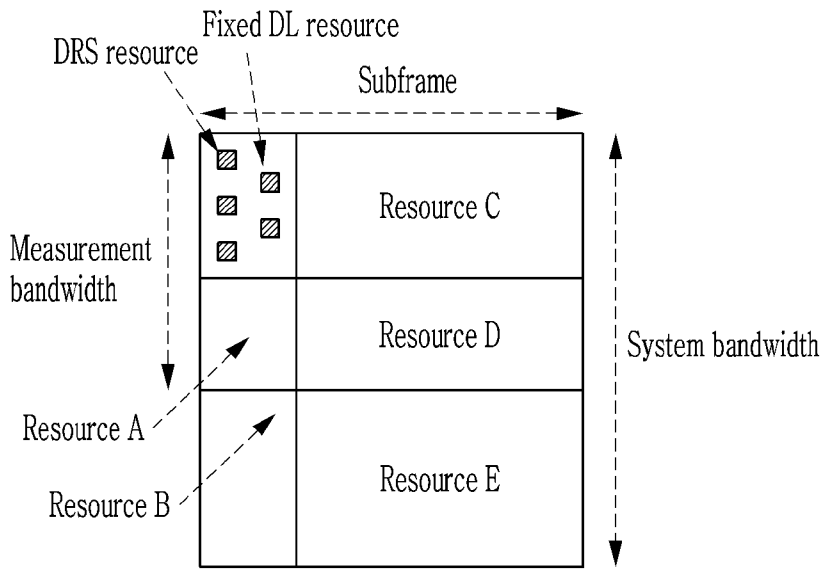 Fixed DL resource
DRS resource
Subframe
Resource C
Measurement
bandwidth
Resource D
System bandwidth
Resource A
Resource B
Resource E